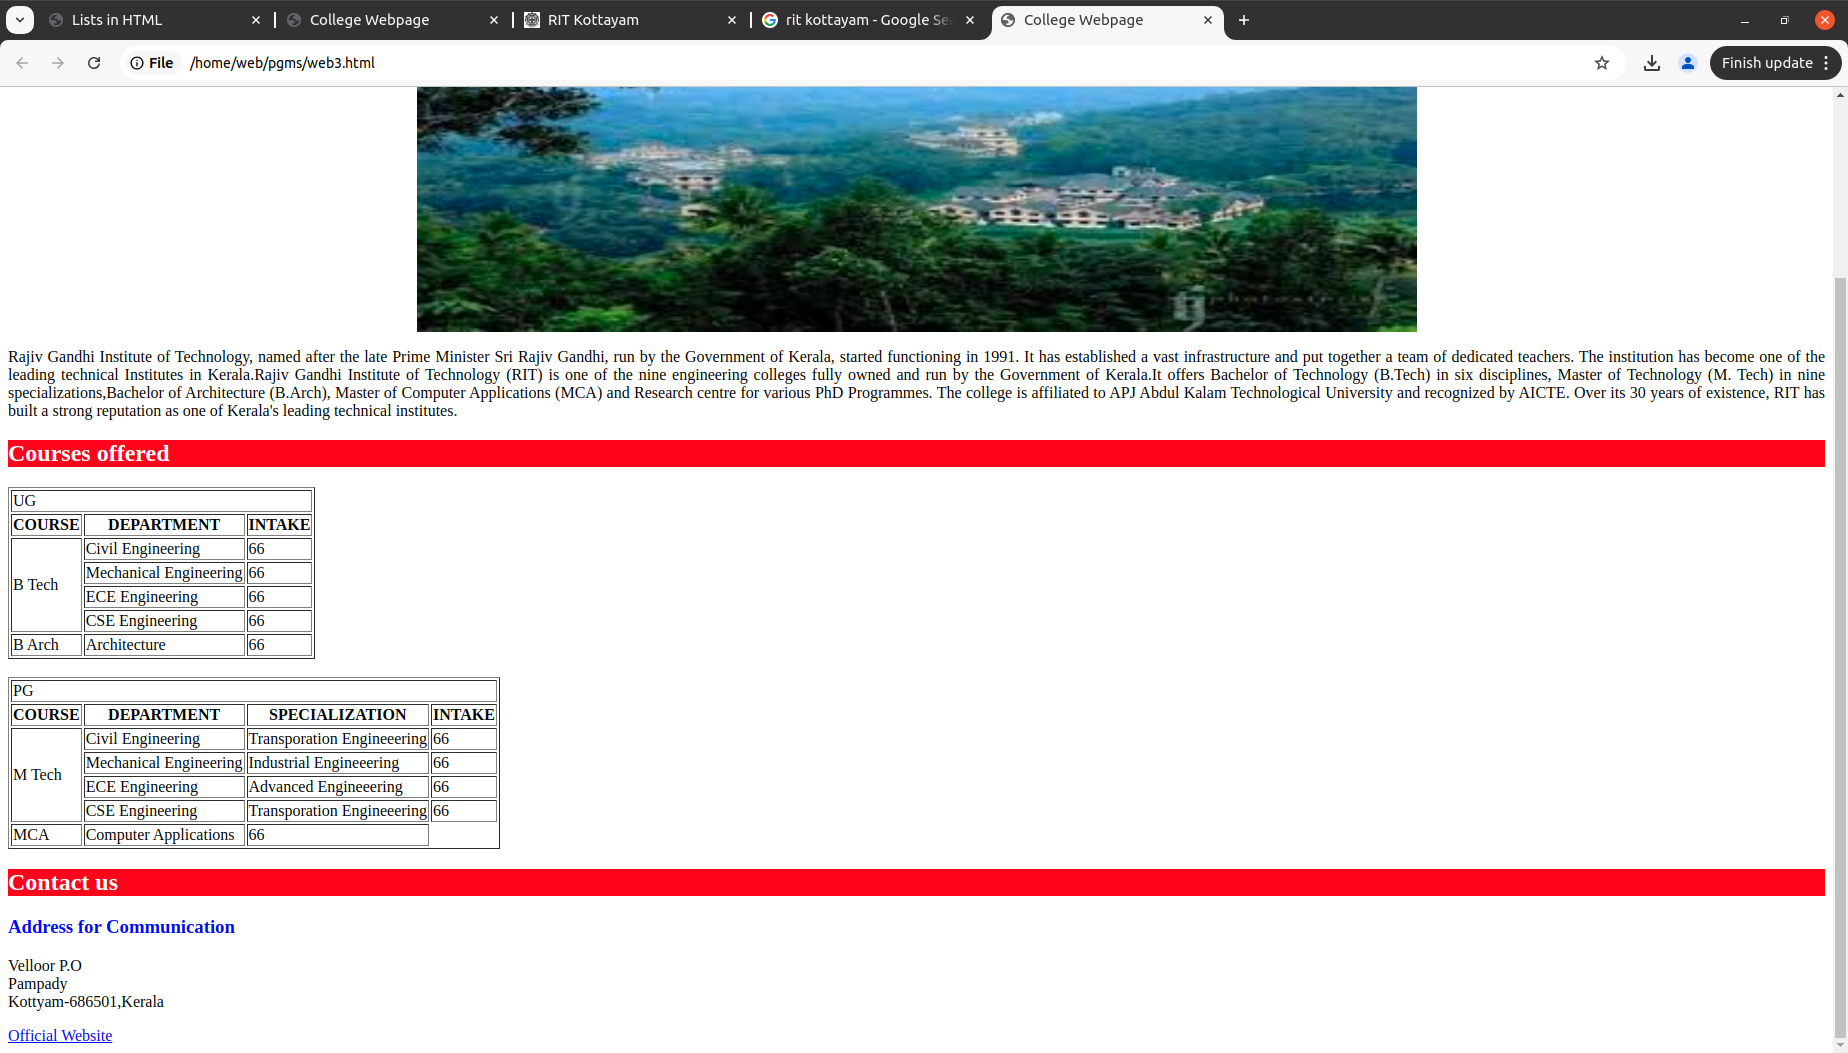 Lists in HTML
College Webpage
RIT Kottayam
rit kottayam - Google Se
College Webpage
File /home/web/pgms/web3.html
Finish update
Rajiv Gandhi Institute of Technology, named after the late Prime Minister Sri Rajiv Gandhi, run by the Government of Kerala, started functioning in 1991. It has established a vast infrastructure and put together a team of dedicated teachers. The institution has become one of the
leading technical Institutes in Kerala.Rajiv Gandhi Institute of Technology (RIT) is one of the nine engineering colleges fully owned and run by the Government of Kerala.It offers Bachelor of Technology (B.Tech) in six disciplines, Master of Technology (M. Tech) in nine
specializations,Bachelor of Architecture (B.Arch), Master of Computer Applications (MCA) and Research centre for various PhD Programmes. The college is affiliated to APJ Abdul Kalam Technological University and recognized by AICTE. Over its 30 years of existence, RIT has
built a strong reputation as one of Kerala's leading technical institutes.
Courses offered
UG
COURSE DEPARTMENT INTAKE
B Tech
Civil Engineering 66
Mechanical Engineering 66
ECE Engineering 66
CSE Engineering 66
B Arch Architecture 66
PG
COURSE DEPARTMENT SPECIALIZATION INTAKE
M Tech
Civil Engineering Transporation Engineeering 66
Mechanical Engineering Industrial Engineeering 66
ECE Engineering Advanced Engineeering 66
CSE Engineering Transporation Engineeering 66
MCA Computer Applications 66
Contact us
Address for Communication
Velloor P.O
Pampady
Kottyam-686501,Kerala
Official Website